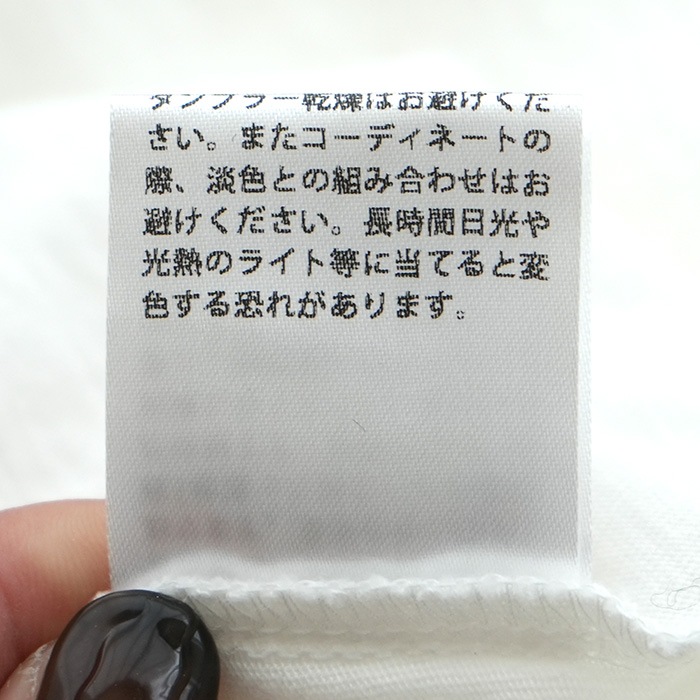 タンブラー乾燥はお避けくだ
さい。またコーディネートの
際、淡色との組み合わせはお
避けください。長時間日光や
光熱のライト等に当てると変
色する恐れがあります。